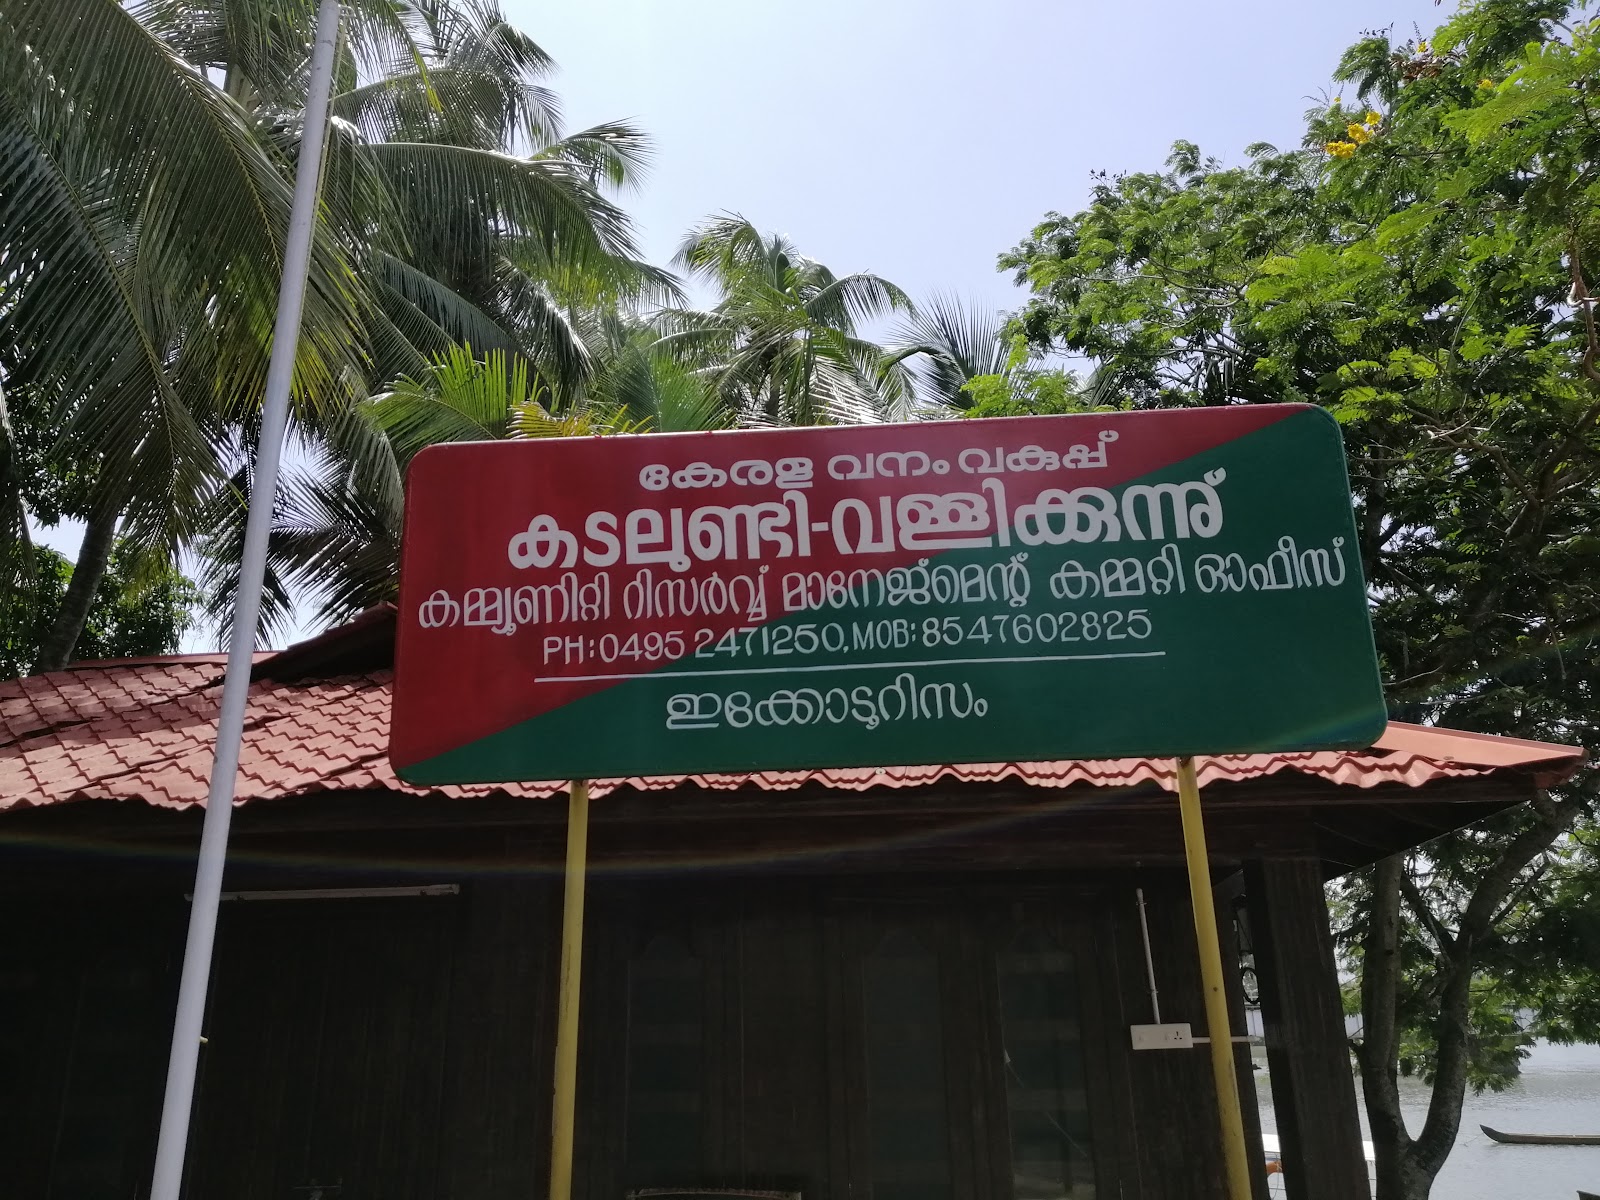 കേരള വനം വകുപ്പ്
കടലുണ്ടി-വള്ളിക്കുന്ന്
കമ്മ്യൂണിറ്റി റിസർവ്വ് മാനേജ്മെന്റ് കമ്മറ്റി ഓഫീസ്
PH:0495 2471250, MOB:8547602825
ഇക്കോടൂറിസം